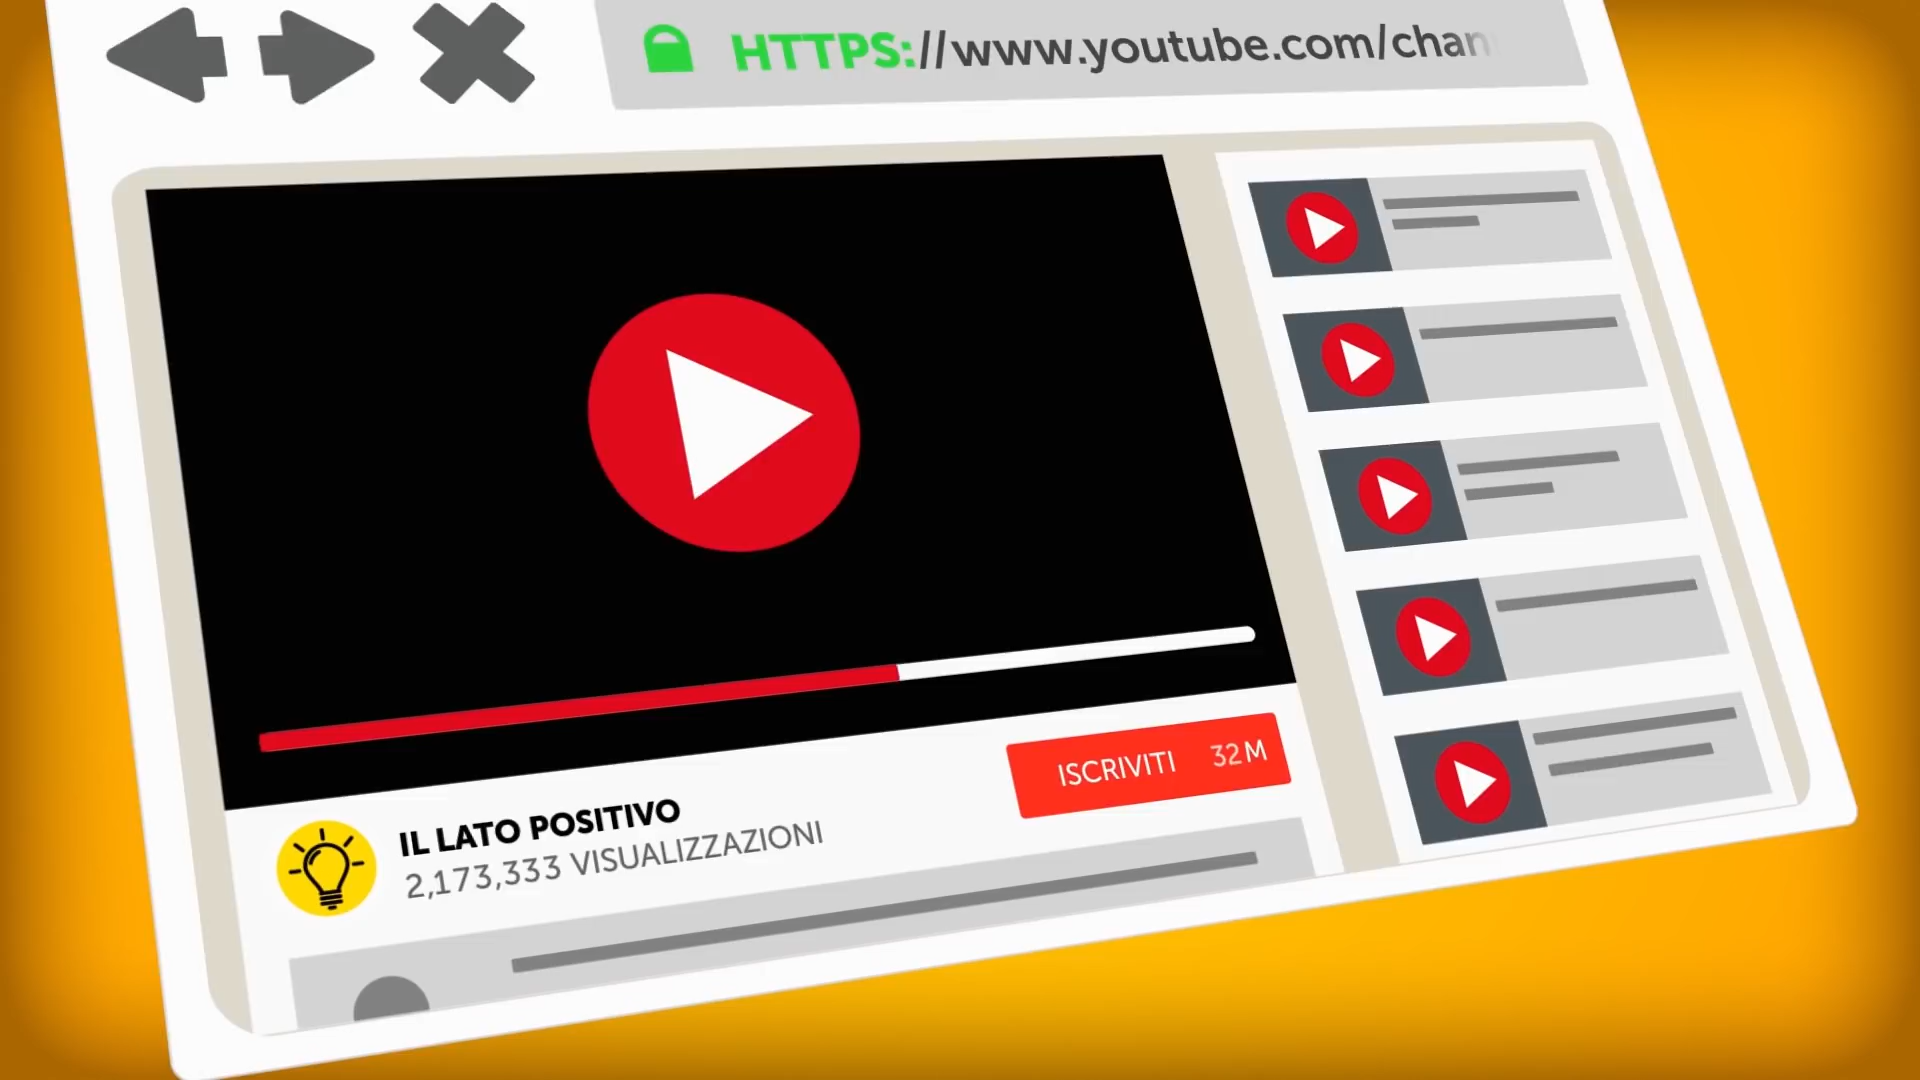 HTTPS://www.youtube.com/chan
IL LATO POSITIVO
2,173,333 VISUALIZZAZIONI
ISCRIVITI 32M